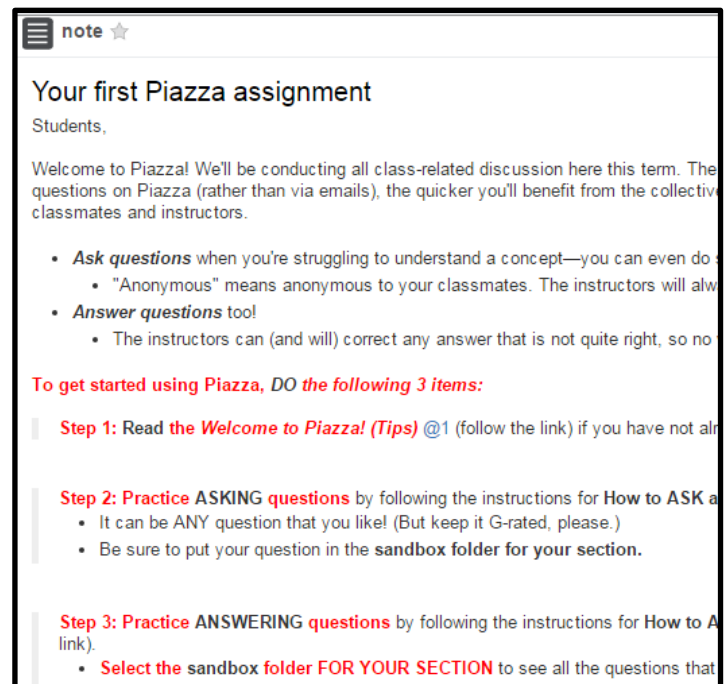 note
Your first Piazza assignment
Students,
Welcome to Piazza! We'll be conducting all class-related discussion here this term. The
questions on Piazza (rather than via emails), the quicker you'll benefit from the collective
classmates and instructors.
• Ask questions when you're struggling to understand a concept—you can even do
• "Anonymous" means anonymous to your classmates. The instructors will alw
• Answer questions too!
• The instructors can (and will) correct any answer that is not quite right, so no
To get started using Piazza, DO the following 3 items:
Step 1: Read the Welcome to Piazza! (Tips) @1 (follow the link) if you have not alr
Step 2: Practice ASKING questions by following the instructions for How to ASK a
• It can be ANY question that you like! (But keep it G-rated, please.)
• Be sure to put your question in the sandbox folder for your section.
Step 3: Practice ANSWERING questions by following the instructions for How to A
link).
• Select the sandbox folder FOR YOUR SECTION to see all the questions that